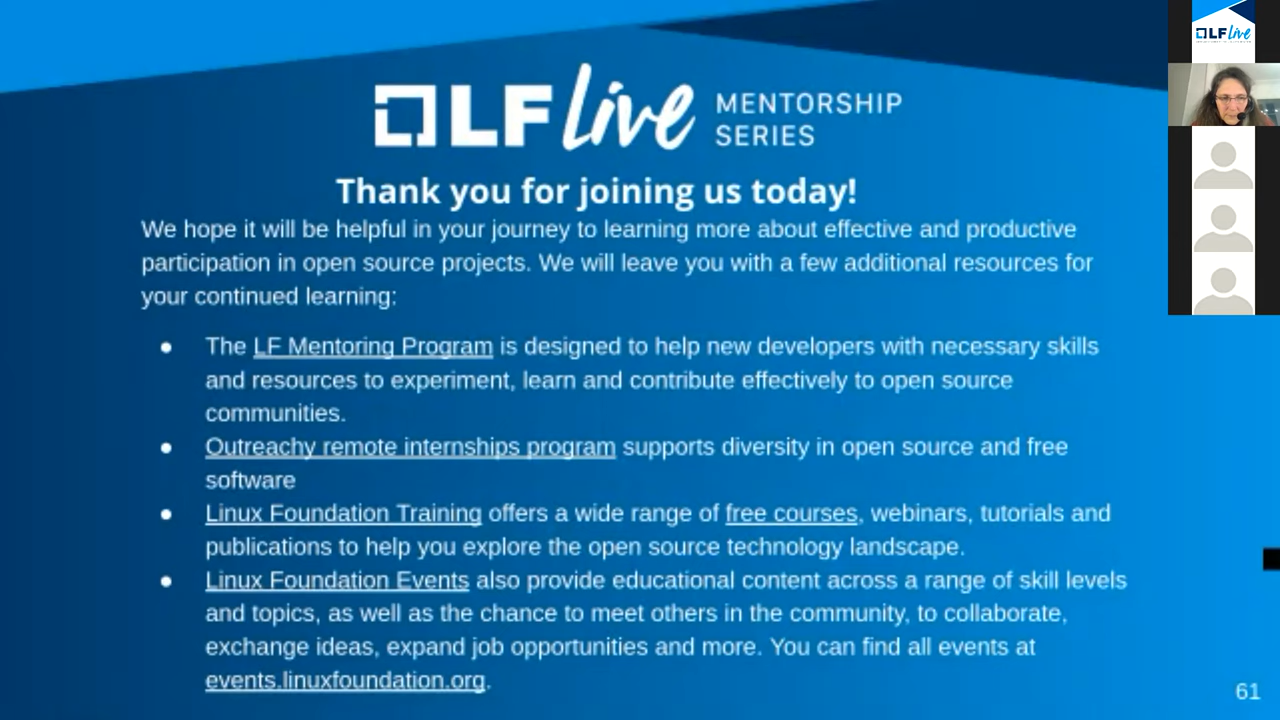 LF live MENTORSHIP
SERIES
Thank you for joining us today!
We hope it will be helpful in your journey to learning more about effective and productive
participation in open source projects. We will leave you with a few additional resources for
your continued learning:
● The LF Mentoring Program is designed to help new developers with necessary skills
and resources to experiment, learn and contribute effectively to open source
communities.
● Outreachy remote internships program supports diversity in open source and free
software
● Linux Foundation Training offers a wide range of free courses, webinars, tutorials and
publications to help you explore the open source technology landscape.
● Linux Foundation Events also provide educational content across a range of skill levels
and topics, as well as the chance to meet others in the community, to collaborate,
exchange ideas, expand job opportunities and more. You can find all events at
events.linuxfoundation.org.
61
LF live